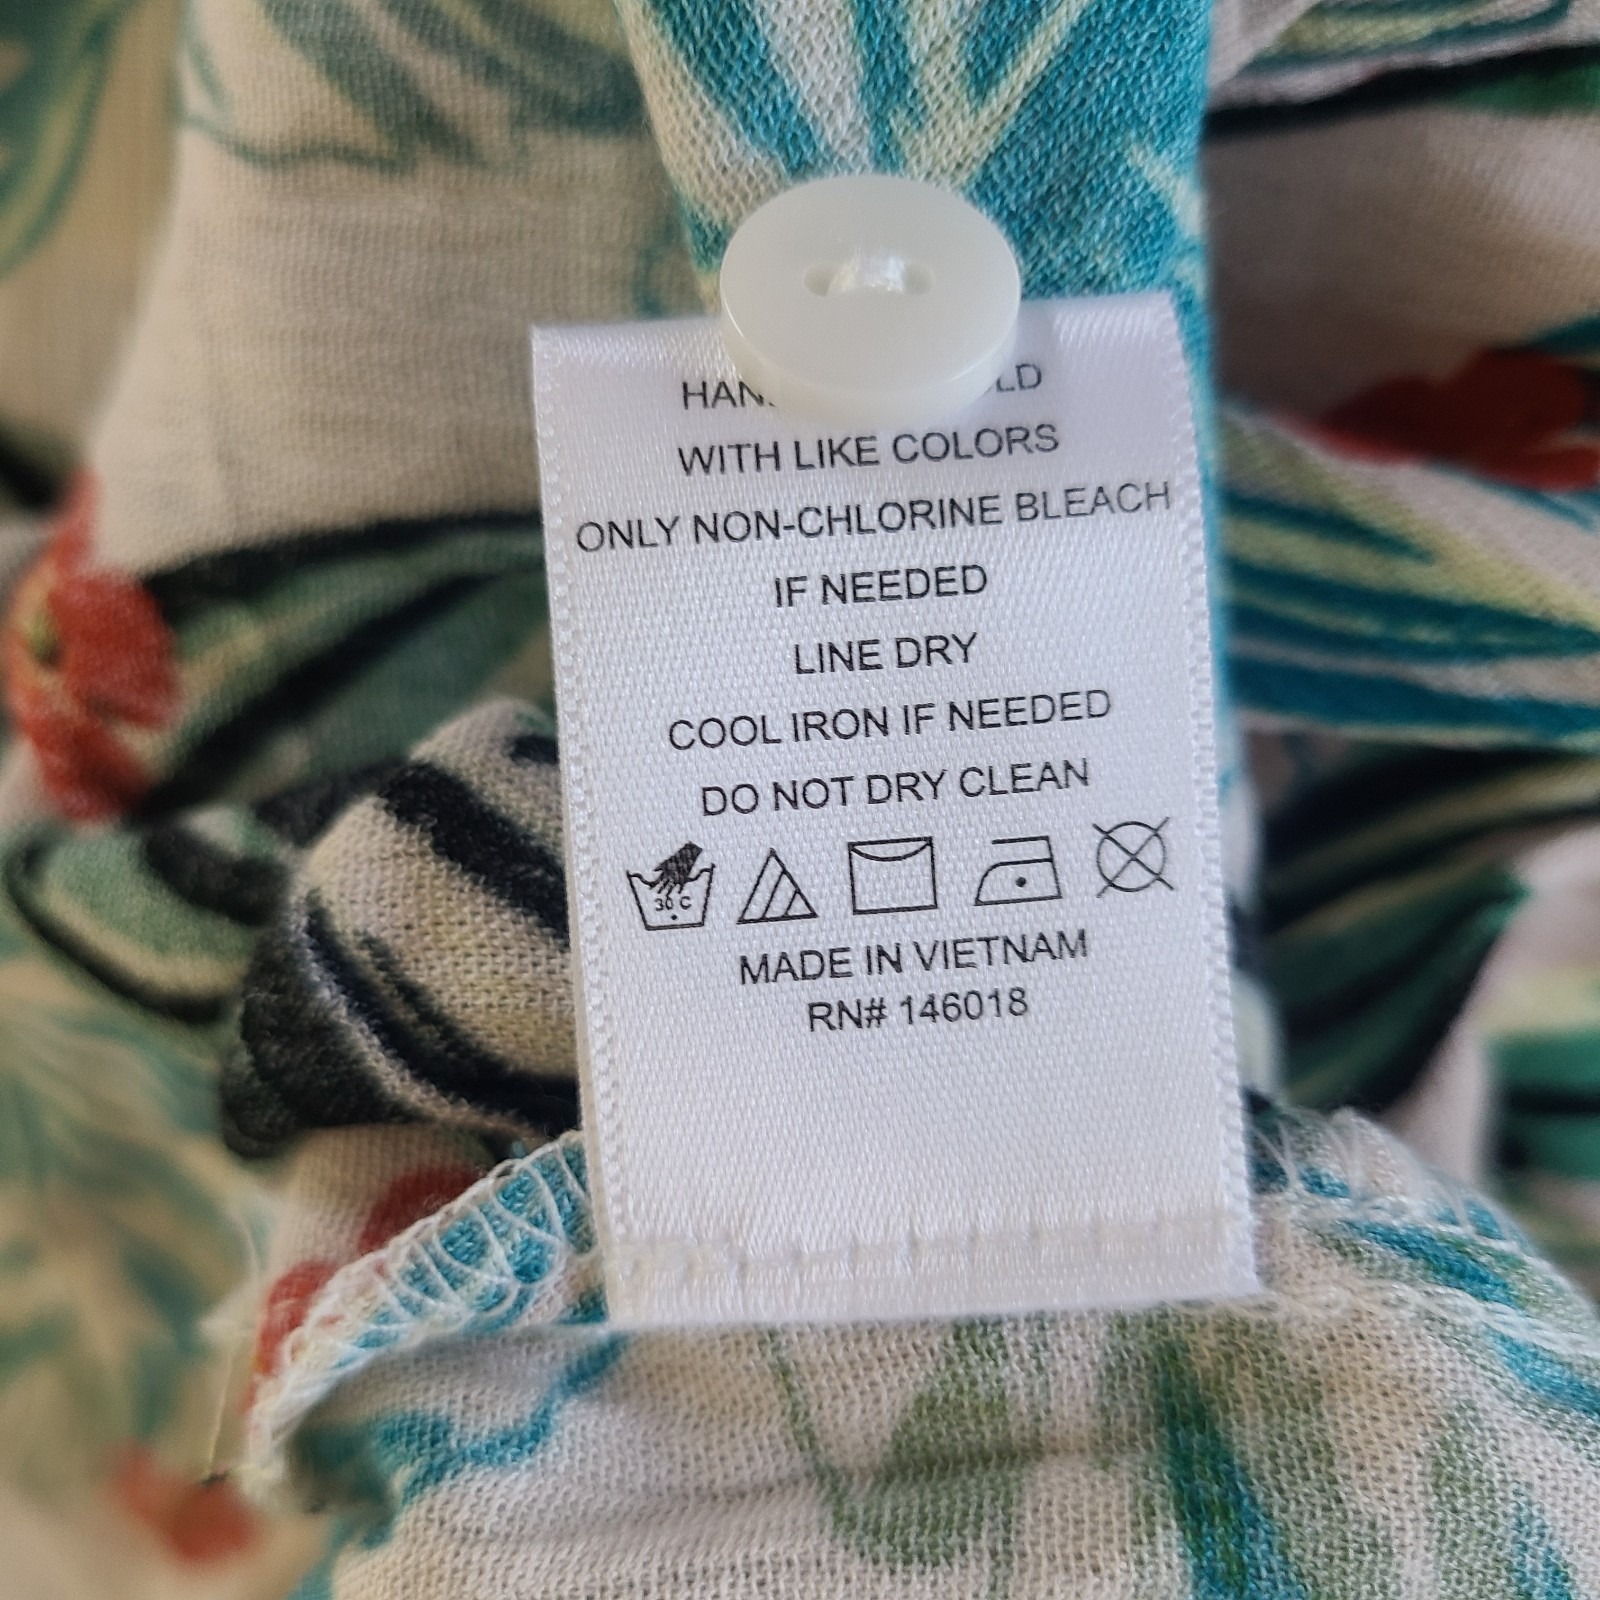 WITH LIKE COLORS
ONLY NON-CHLORINE BLEACH
IF NEEDED
LINE DRY
COOL IRON IF NEEDED
DO NOT DRY CLEAN
30 C
MADE IN VIETNAM
RN# 146018